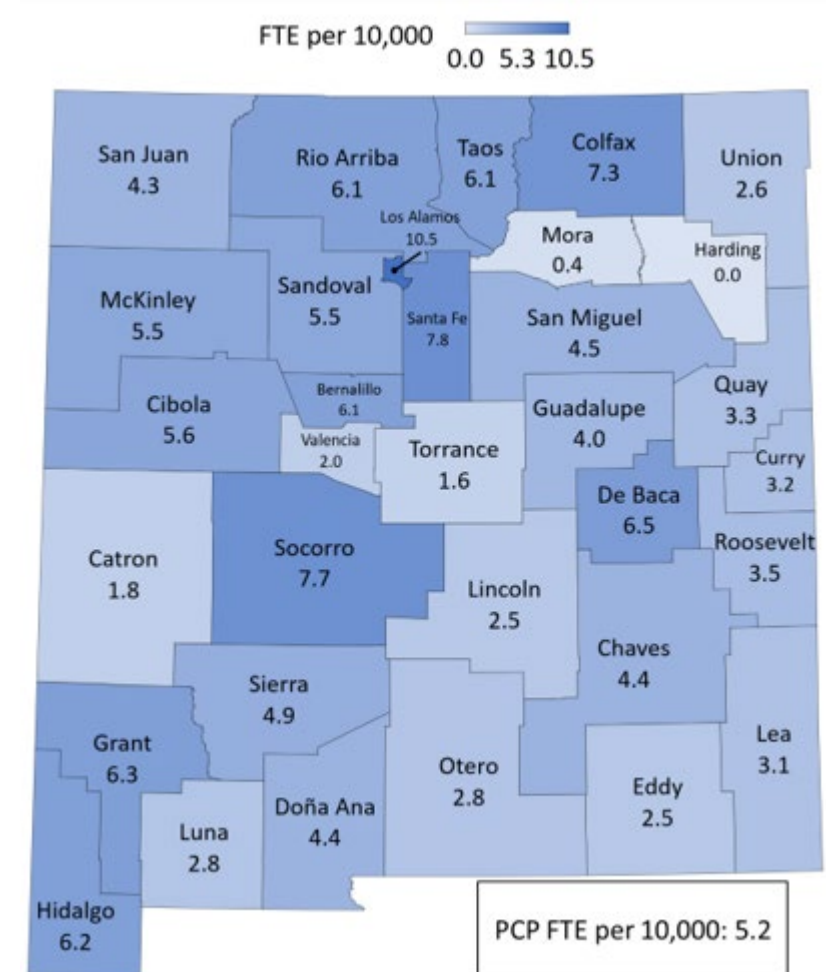 FTE per 10,000
0.0 5.3 10.5
San Juan
4.3
Rio Arriba
6.1
Taos
6.1
Colfax
7.3
Union
2.6
Los Alamos
10.5
Mora
0.4
Harding
0.0
McKinley
5.5
Sandoval
5.5
Santa Fe
7.8
San Miguel
4.5
Cibola
5.6
Bernalillo
6.1
Valencia
2.0
Torrance
1.6
Guadalupe
4.0
Quay
3.3
Curry
3.2
Catron
1.8
Socorro
7.7
De Baca
6.5
Roosevelt
3.5
Lincoln
2.5
Chaves
4.4
Sierra
4.9
Grant
6.3
Luna
2.8
Doña Ana
4.4
Otero
2.8
Eddy
2.5
Lea
3.1
Hidalgo
6.2
PCP FTE per 10,000: 5.2